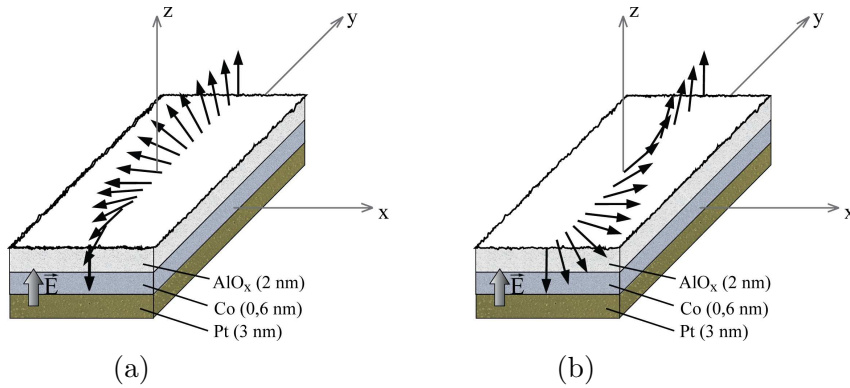 z
y
x
E
AlOx (2 nm)
Co (0,6 nm)
Pt (3 nm)
(a)
z
y
x
E
AlOx (2 nm)
Co (0,6 nm)
Pt (3 nm)
(b)